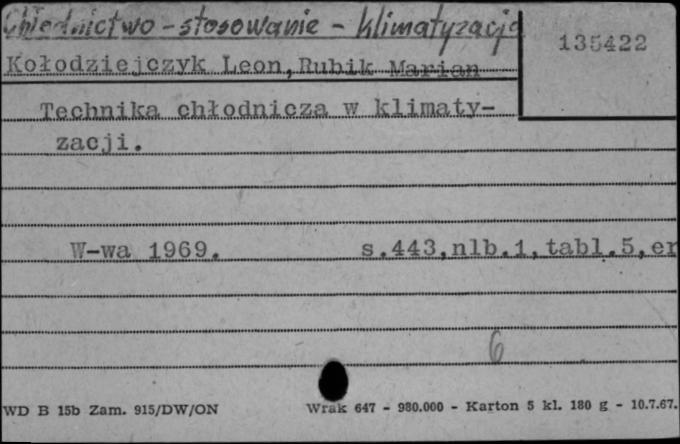 Chłodnictwo - stosowanie - klimatyzacja
135422
Kołodziejczyk Leon, Rubik Marian
Technika chłodnicza w klimaty-
zacji.
W-wa 1969. s.443,nlb.1,tabl.5,er
6
WD B 15b Zam. 915/DW/ON Wrak 647 - 980.000 - Karton 5 kl. 180 g - 10.7.67.